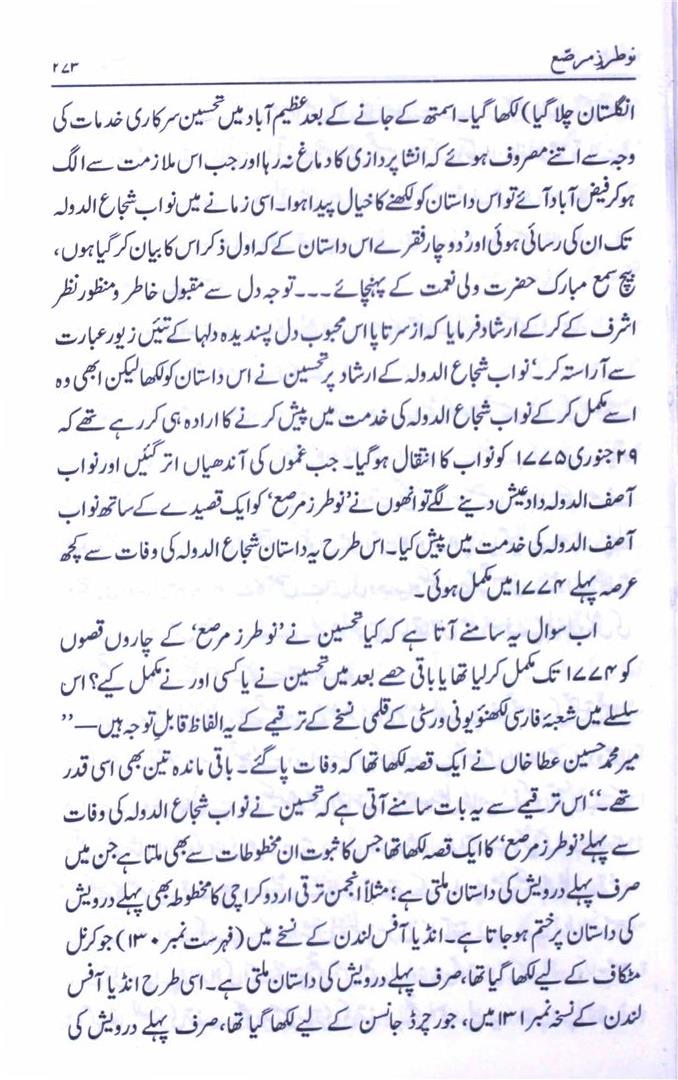 نو طرزِ مرصّع ۲۷۳
انگلستان چلا گیا) لکھا گیا۔ اسمتھ کے جانے کے بعد عظیم آباد میں تحسین سرکاری خدمات کی
وجہ سے اتنے مصروف ہوئے کہ انشا پردازی کا دماغ نہ رہا اور جب اس ملازمت سے الگ
ہوکر فیض آباد آئے تو اس داستان کو لکھنے کا خیال پیدا ہوا۔ اسی زمانے میں نواب شجاع الدولہ
تک ان کی رسائی ہوئی اور ’دو چار فقرے اس داستان کے کہ اول ذکر اس کا بیان کر گیا ہوں،
بیچ سمع مبارک حضرت ولی نعمت کے پہنچائے۔۔۔ توجہ دل سے مقبول خاطر و منظور نظر
اشرف کے کر کے ارشاد فرمایا کہ از سر تا پا اس محبوب دل پسندیدہ دلہا کے تئیں زیور عبارت
سے آراستہ کر۔‘ نواب شجاع الدولہ کے ارشاد پر تحسین نے اس داستان کو لکھا لیکن ابھی وہ
اسے مکمل کر کے نواب شجاع الدولہ کی خدمت میں پیش کرنے کا ارادہ ہی کر رہے تھے کہ
۲۹ جنوری ۱۷۷۵ کو نواب کا انتقال ہوگیا۔ جب غموں کی آندھیاں اتر گئیں اور نواب
آصف الدولہ داد عیش دینے لگے تو انھوں نے ’نو طرز مرصع‘ کو ایک قصیدے کے ساتھ نواب
آصف الدولہ کی خدمت میں پیش کیا۔ اس طرح یہ داستان شجاع الدولہ کی وفات سے کچھ
عرصہ پہلے ۱۷۷۴ میں مکمل ہوئی۔
اب سوال یہ سامنے آتا ہے کہ کیا تحسین نے ’نو طرز مرصع‘ کے چاروں قصوں
کو ۱۷۷۴ تک مکمل کر لیا تھا یا باقی حصے بعد میں تحسین نے یا کسی اور نے مکمل کیے؟ اس
سلسلے میں شعبۂ فارسی لکھنؤ یونی ورسٹی کے قلمی نسخے کے ترقیمے کے یہ الفاظ قابلِ توجہ ہیں— ’’
میر محمد حسین عطا خاں نے ایک قصہ لکھا تھا کہ وفات پا گئے۔ باقی ماندہ تین بھی اسی قدر
تھے۔‘‘ اس ترقیمے سے یہ بات سامنے آتی ہے کہ تحسین نے نواب شجاع الدولہ کی وفات
سے پہلے ’نو طرز مرصع‘ کا ایک قصہ لکھا تھا جس کا ثبوت ان مخطوطات سے بھی ملتا ہے جن میں
صرف پہلے درویش کی داستان ملتی ہے؛ مثلاً انجمن ترقی اردو کراچی کا مخطوطہ بھی پہلے درویش
کی داستان پر ختم ہو جاتا ہے۔ انڈیا آفس لندن کے نسخے میں (فہرست نمبر ۱۳۰) جو کرنل
مٹکاف کے لیے لکھا گیا تھا، صرف پہلے درویش کی داستان ملتی ہے۔ اسی طرح انڈیا آفس
لندن کے نسخہ نمبر ۱۳۱ میں، جو رچرڈ جانسن کے لیے لکھا گیا تھا، صرف پہلے درویش کی